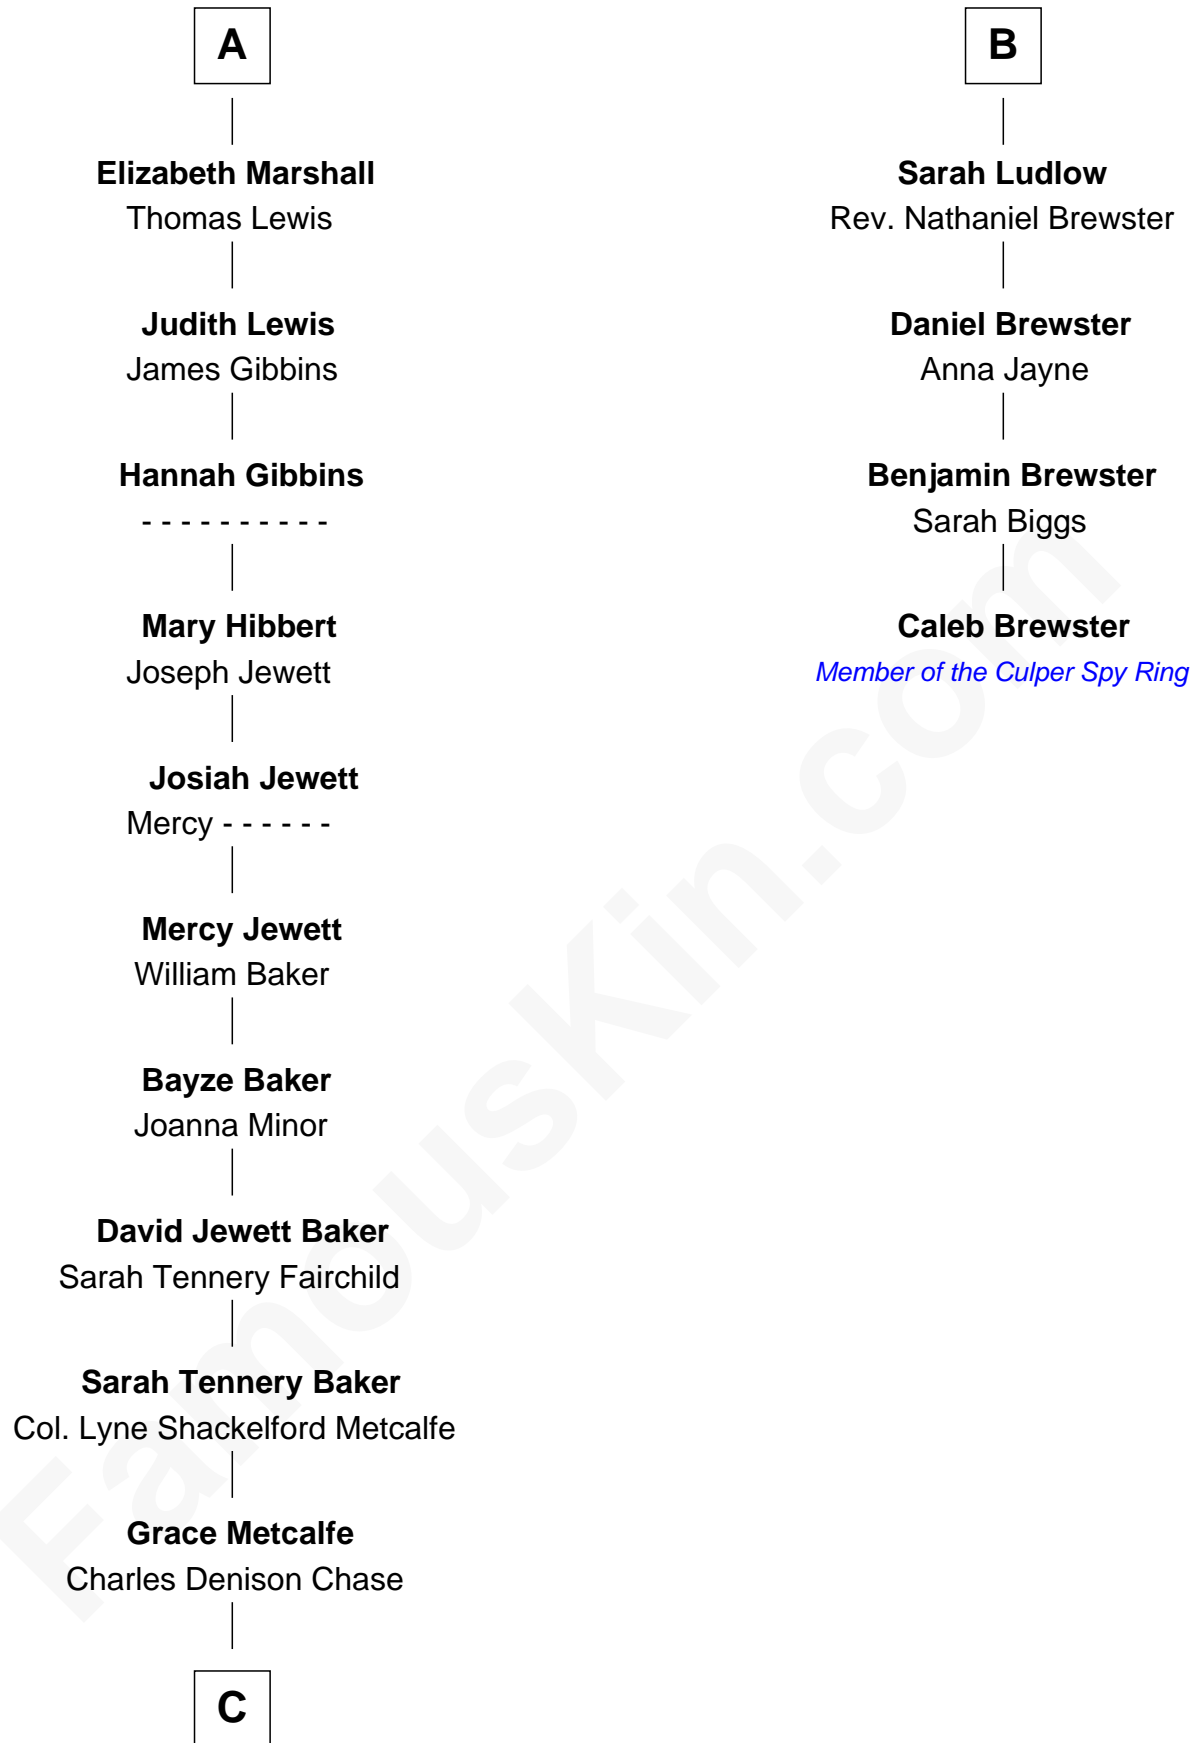 A
Elizabeth Marshall
Thomas Lewis
Judith Lewis
James Gibbins
Hannah Gibbins
- - - - - - - - - -
Mary Hibbert
Joseph Jewett
Josiah Jewett
Mercy - - - - - -
Mercy Jewett
William Baker
Bayze Baker
Joanna Minor
David Jewett Baker
Sarah Tennery Fairchild
Sarah Tennery Baker
Col. Lyne Shackelford Metcalfe
Grace Metcalfe
Charles Denison Chase
C
B
Sarah Ludlow
Rev. Nathaniel Brewster
Daniel Brewster
Anna Jayne
Benjamin Brewster
Sarah Biggs
Caleb Brewster
Member of the Culper Spy Ring
FamousKin.com